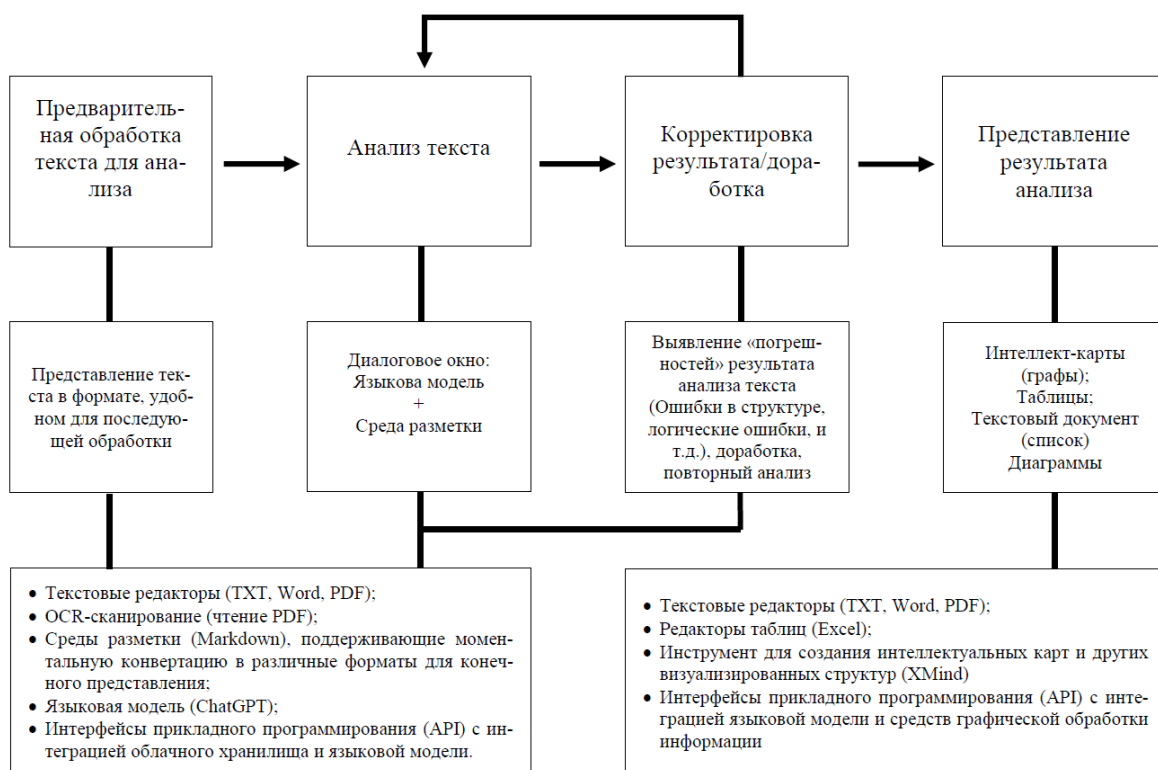 Предваритель-
ная обработка
текста для ана-
лиза
Анализ текста
Корректировка
результата/дора-
ботка
Представление
результата
анализа
Представление тек-
ста в формате, удоб-
ном для последую-
щей обработки
Диалоговое окно:
Языкова модель
+
Среда разметки
Выявление «погреш-
ностей» результата
анализа текста
(Ошибки в структуре,
логические ошибки, и
т.д.), доработка,
повторный анализ
Интеллект-карты
(графы);
Таблицы;
Текстовый документ
(список)
Диаграммы
• Текстовые редакторы (TXT, Word, PDF);
• OCR-сканирование (чтение PDF);
• Среды разметки (Markdown), поддерживающие момен-
тальную конвертацию в различные форматы для конеч-
ного представления;
• Языковая модель (ChatGPT);
• Интерфейсы прикладного программирования (API) с ин-
теграцией облачного хранилища и языковой модели.
• Текстовые редакторы (TXT, Word, PDF);
• Редакторы таблиц (Excel);
• Инструмент для создания интеллектуальных карт и других
визуализированных структур (XMind)
• Интерфейсы прикладного программирования (API) с инте-
грацией языковой модели и средств графической обработки
информации